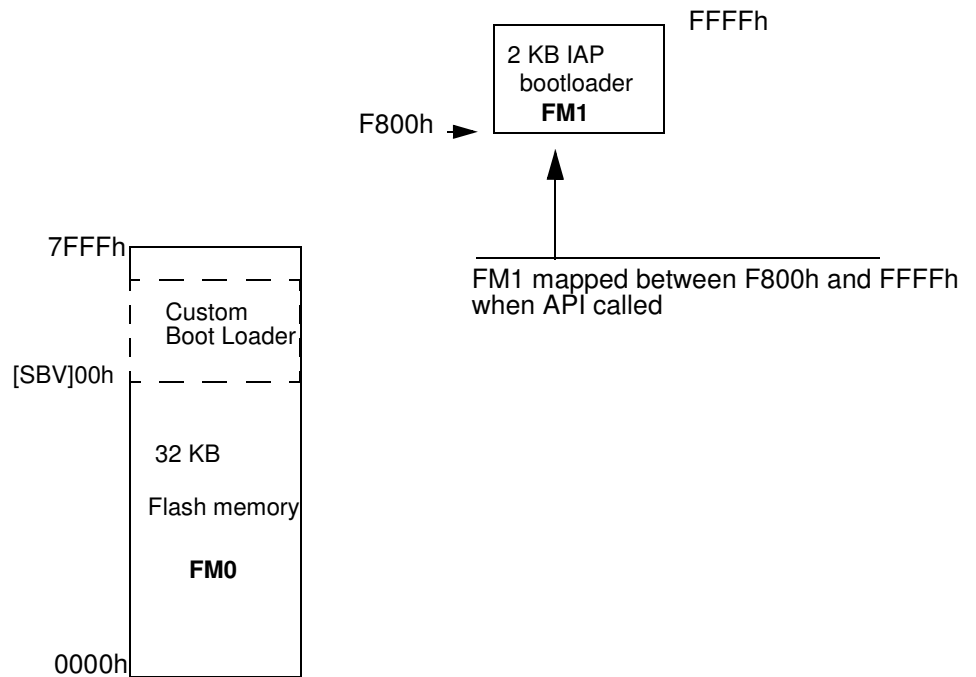 FFFFh
2 KB IAP
bootloader
FM1
F800h
7FFFh
FM1 mapped between F800h and FFFFh
when API called
Custom
Boot Loader
[SBV]00h
32 KB
Flash memory
FM0
0000h